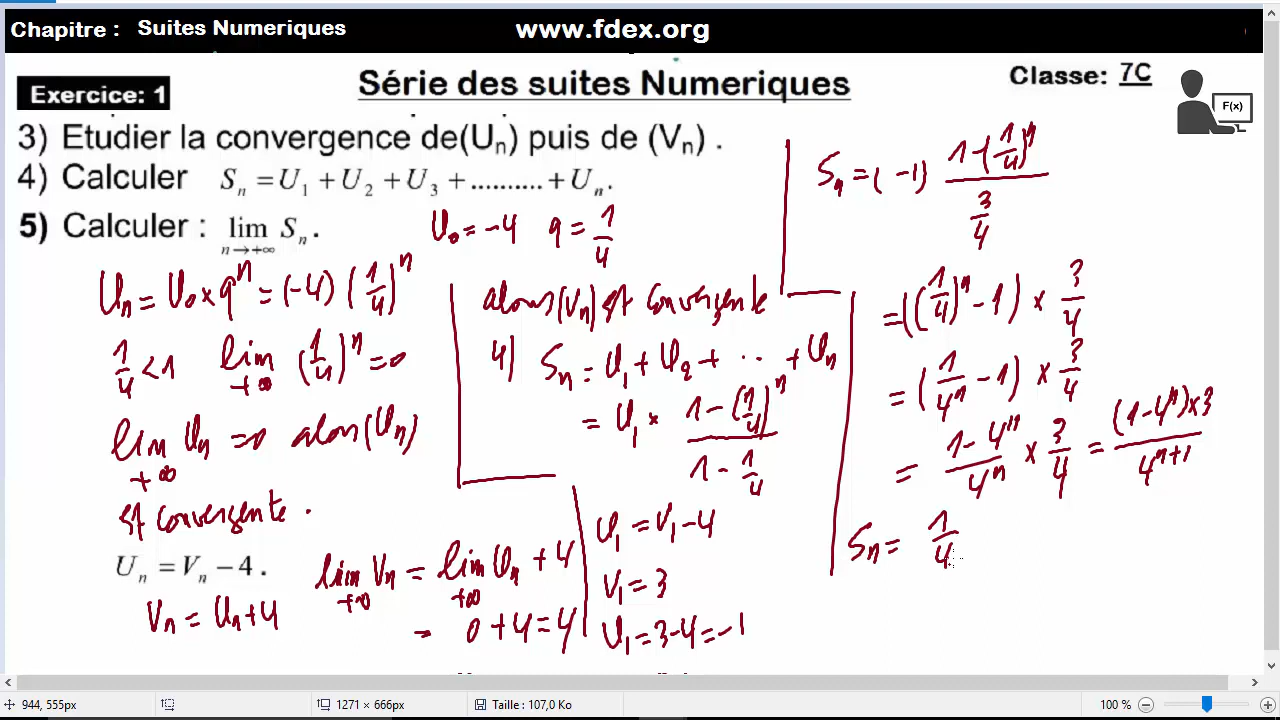 Chapitre : Suites Numeriques www.fdex.org
Exercice: 1
Série des suites Numeriques
Classe: 7C
F(x)
3) Etudier la convergence de(Uₙ) puis de (Vₙ) .
4) Calculer Sₙ = U₁ + U₂ + U₃ + .......... + Uₙ.
5) Calculer : lim Sₙ .
n→+∞
U₀ = -4 q = 1/4
Uₙ = U₀ × qⁿ = (-4) (1/4)ⁿ
1/4 < 1 lim (1/4)ⁿ = 0
+∞
lim Uₙ = 0 alors (Uₙ)
+∞
est convergente .
Uₙ = Vₙ − 4 .
Vₙ = Uₙ + 4
lim Vₙ = lim Uₙ + 4
+∞ +∞
= 0 + 4 = 4
alors (Vₙ) est convergente
4) Sₙ = U₁ + U₂ + .. + Uₙ
= U₁ × (1 - (1/4)ⁿ)/(1 - 1/4)
U₁ = V₁ - 4
V₁ = 3
U₁ = 3 - 4 = -1
Sₙ = (-1) (1 - (1/4)ⁿ)/(3/4)
= ((1/4)ⁿ - 1) × 3/4
= (1/4ⁿ - 1) × 3/4
= (1 - 4ⁿ)/4ⁿ × 3/4 = ((1 - 4ⁿ) × 3)/4ⁿ⁺¹
Sₙ = 1/4
944, 555px 1271 × 666px Taille : 107,0 Ko 100 %